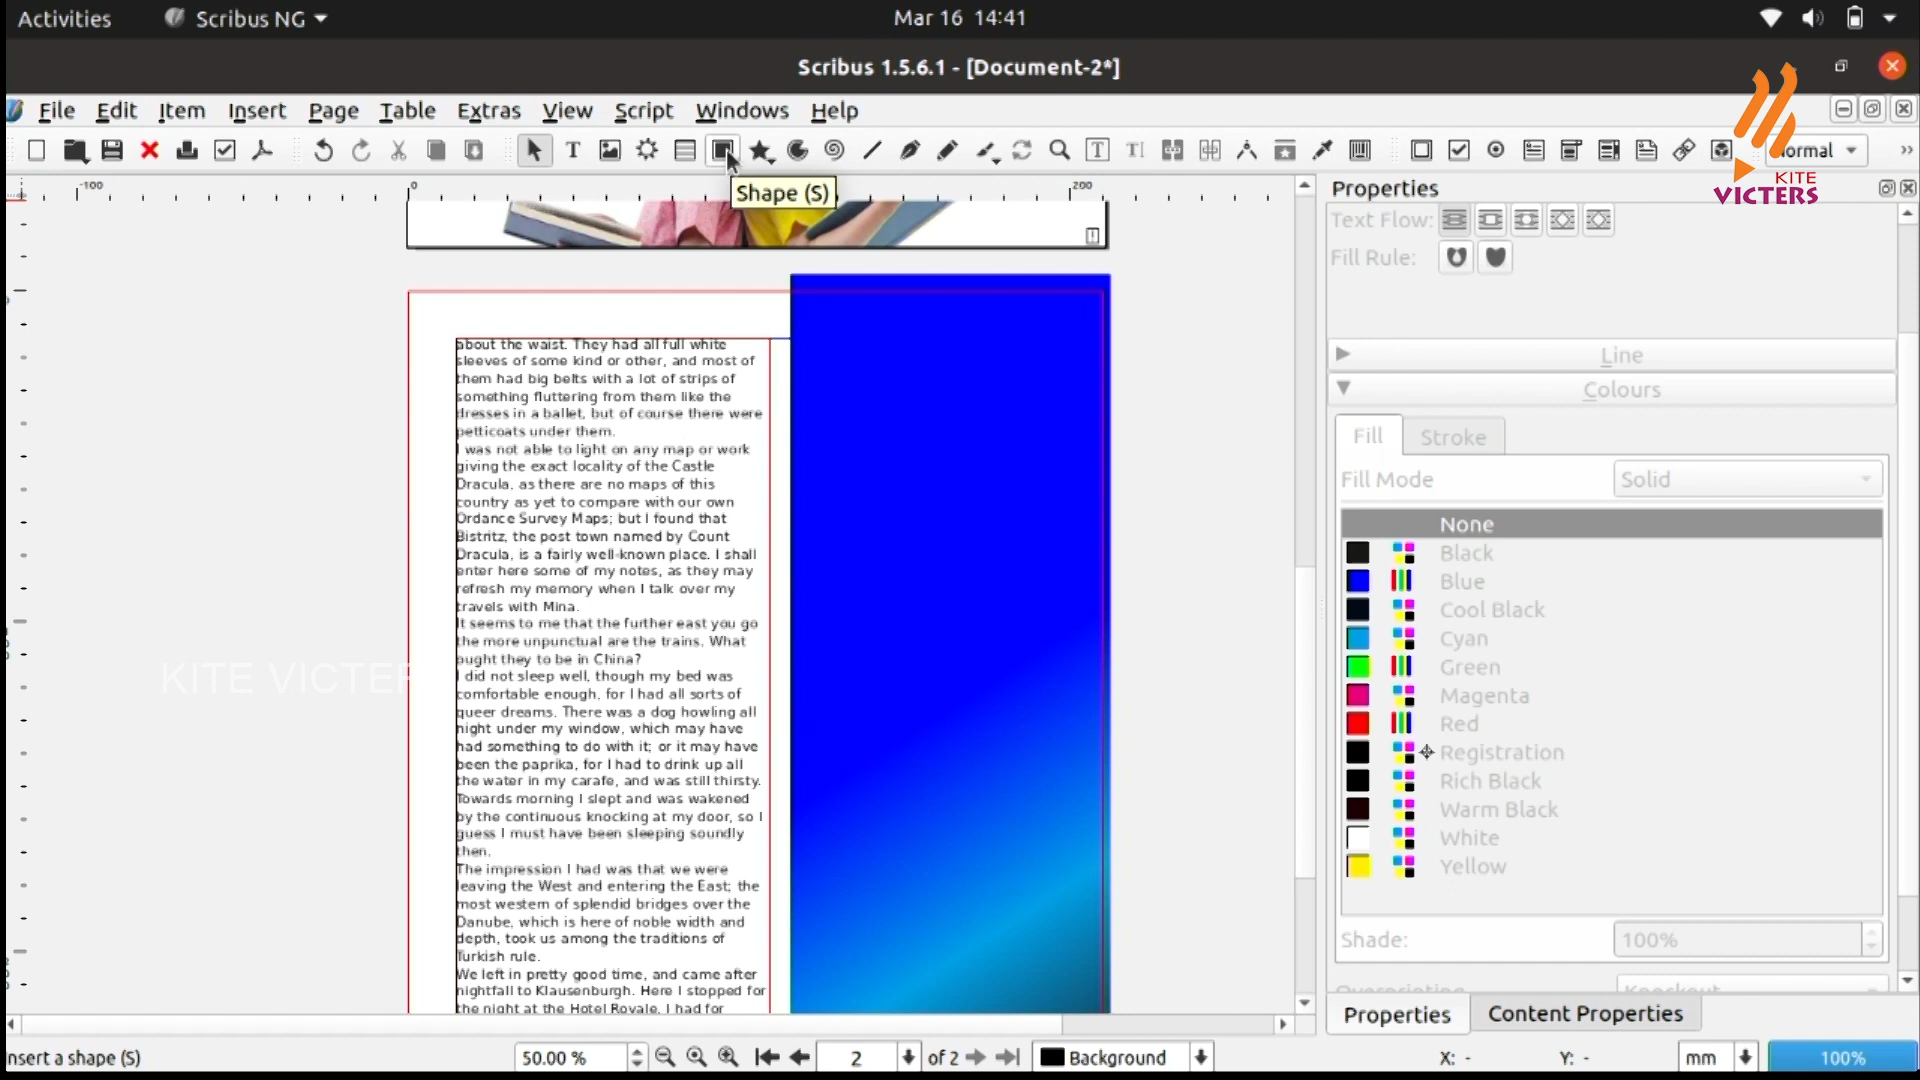 Activities
Scribus NG
Mar 16 14:41
Scribus 1.5.6.1 - [Document-2*]
File Edit Item Insert Page Table Extras View Script Windows Help
Normal
-100
0
200
Shape (S)
Properties
KITE
VICTERS
Text Flow:
Fill Rule:
Line
Colours
Fill
Stroke
Fill Mode
Solid
None
Black
Blue
Cool Black
Cyan
Green
Magenta
Red
Registration
Rich Black
Warm Black
White
Yellow
Shade:
100%
Overprinting
Knockout
Properties
Content Properties
about the waist. They had all full white
sleeves of some kind or other, and most of
them had big belts with a lot of strips of
something fluttering from them like the
dresses in a ballet, but of course there were
petticoats under them.
I was not able to light on any map or work
giving the exact locality of the Castle
Dracula, as there are no maps of this
country as yet to compare with our own
Ordance Survey Maps; but I found that
Bistritz, the post town named by Count
Dracula, is a fairly well-known place. I shall
enter here some of my notes, as they may
refresh my memory when I talk over my
travels with Mina.
It seems to me that the further east you go
the more unpunctual are the trains. What
ought they to be in China?
I did not sleep well, though my bed was
comfortable enough, for I had all sorts of
queer dreams. There was a dog howling all
night under my window, which may have
had something to do with it; or it may have
been the paprika, for I had to drink up all
the water in my carafe, and was still thirsty.
Towards morning I slept and was wakened
by the continuous knocking at my door, so I
guess I must have been sleeping soundly
then.
The impression I had was that we were
leaving the West and entering the East; the
most western of splendid bridges over the
Danube, which is here of noble width and
depth, took us among the traditions of
Turkish rule.
We left in pretty good time, and came after
nightfall to Klausenburgh. Here I stopped for
the night at the Hotel Royale. I had for
KITE VICTER
nsert a shape (S)
50.00 %
2
of 2
Background
X: -
Y: -
mm
100%